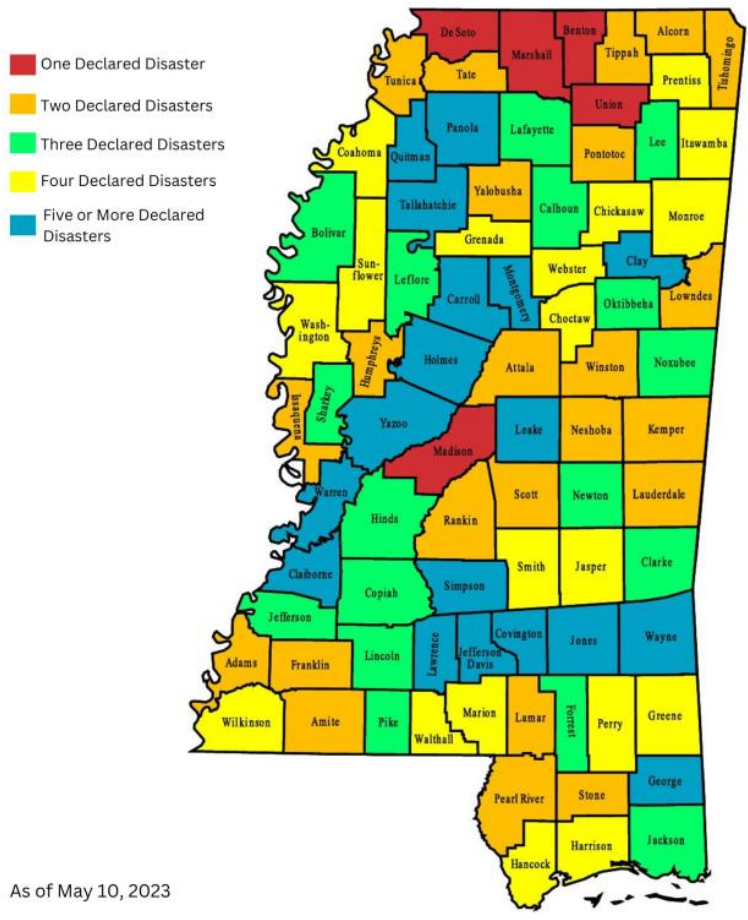 One Declared Disaster
Two Declared Disasters
Three Declared Disasters
Four Declared Disasters
Five or More Declared
Disasters
De Soto
Marshall
Benton
Tippah
Alcorn
Tishomingo
Tunica
Tate
Prentiss
Union
Panola
Lafayette
Lee
Itawamba
Coahoma
Quitman
Pontotoc
Yalobusha
Tallahatchie
Calhoun
Chickasaw
Monroe
Bolivar
Sun-
flower
Grenada
Leflore
Webster
Clay
Carroll
Montgomery
Choctaw
Oktibbeha
Lowndes
Wash-
ington
Humphreys
Holmes
Attala
Winston
Noxubee
Issaquena
Sharkey
Yazoo
Madison
Leake
Neshoba
Kemper
Warren
Hinds
Rankin
Scott
Newton
Lauderdale
Claiborne
Copiah
Simpson
Smith
Jasper
Clarke
Jefferson
Lincoln
Lawrence
Jefferson
Davis
Covington
Jones
Wayne
Adams
Franklin
Wilkinson
Amite
Pike
Walthall
Marion
Lamar
Forrest
Perry
Greene
Pearl River
Stone
George
Hancock
Harrison
Jackson
As of May 10, 2023